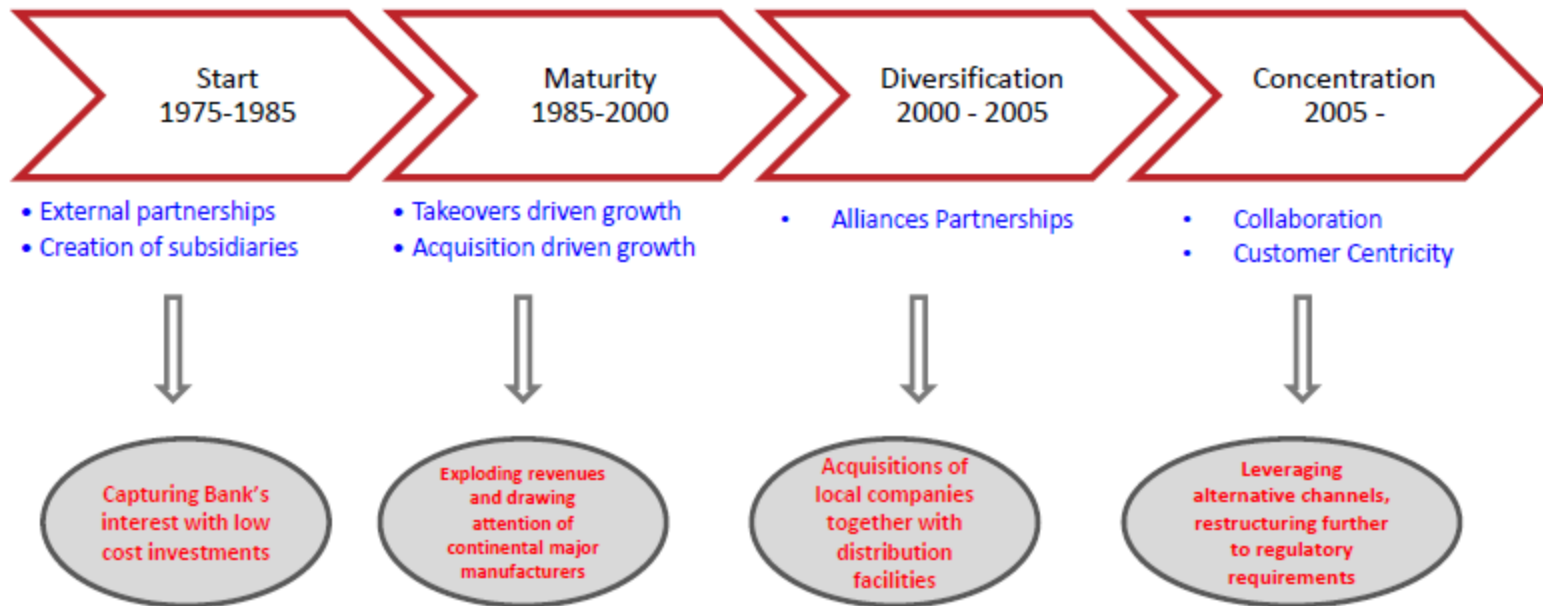 Start
1975-1985
Maturity
1985-2000
Diversification
2000 - 2005
Concentration
2005 -
• External partnerships
• Creation of subsidiaries
• Takeovers driven growth
• Acquisition driven growth
• Alliances Partnerships
• Collaboration
• Customer Centricity
Capturing Bank's
interest with low
cost investments
Exploding revenues
and drawing
attention of
continental major
manufacturers
Acquisitions of
local companies
together with
distribution
facilities
Leveraging
alternative channels,
restructuring further
to regulatory
requirements